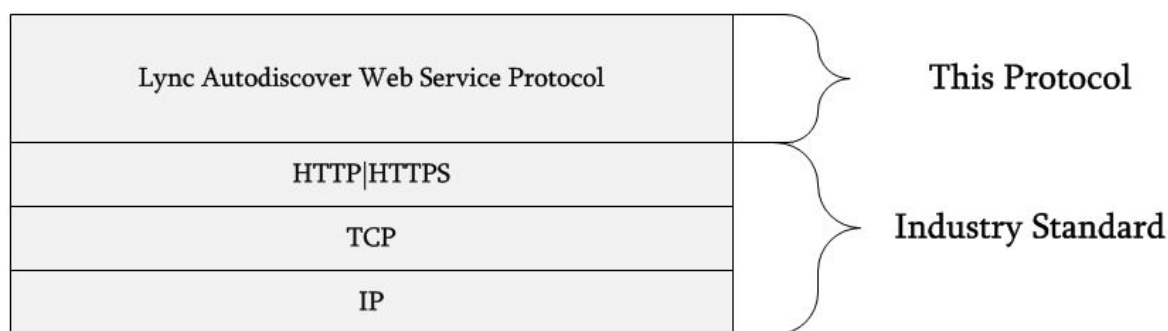 Lync Autodiscover Web Service Protocol
This Protocol
HTTP|HTTPS
TCP
Industry Standard
IP